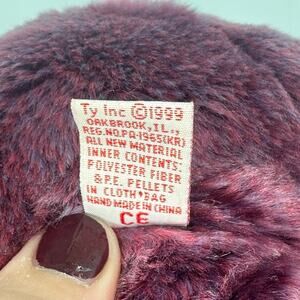 Ty Inc ©1999
OAKBROOK, IL.,
REG.NO.PA-1965(KR)
ALL NEW MATERIAL
INNER CONTENTS:
POLYESTER FIBER
& P.E. PELLETS
IN CLOTH BAG
HAND MADE IN CHINA
CE